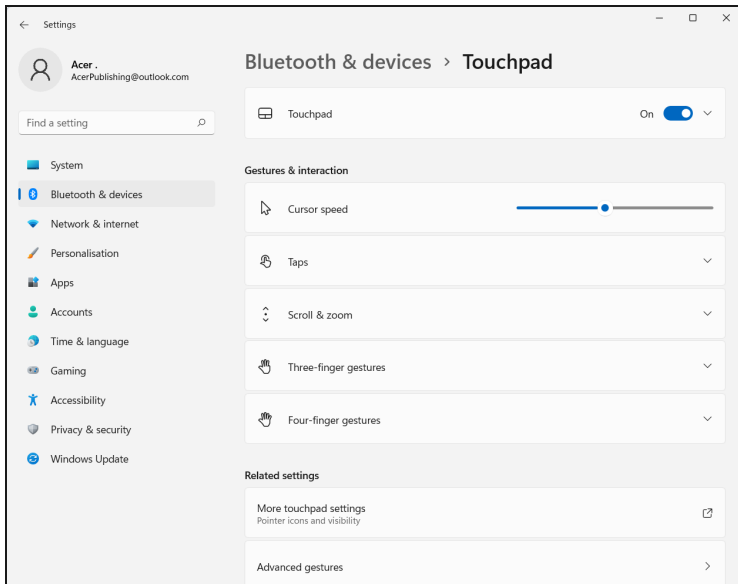 Settings
Acer .
AcerPublishing@outlook.com
Find a setting
System
Bluetooth & devices
Network & internet
Personalisation
Apps
Accounts
Time & language
Gaming
Accessibility
Privacy & security
Windows Update
Bluetooth & devices > Touchpad
Touchpad On
Gestures & interaction
Cursor speed
Taps
Scroll & zoom
Three-finger gestures
Four-finger gestures
Related settings
More touchpad settings
Pointer icons and visibility
Advanced gestures